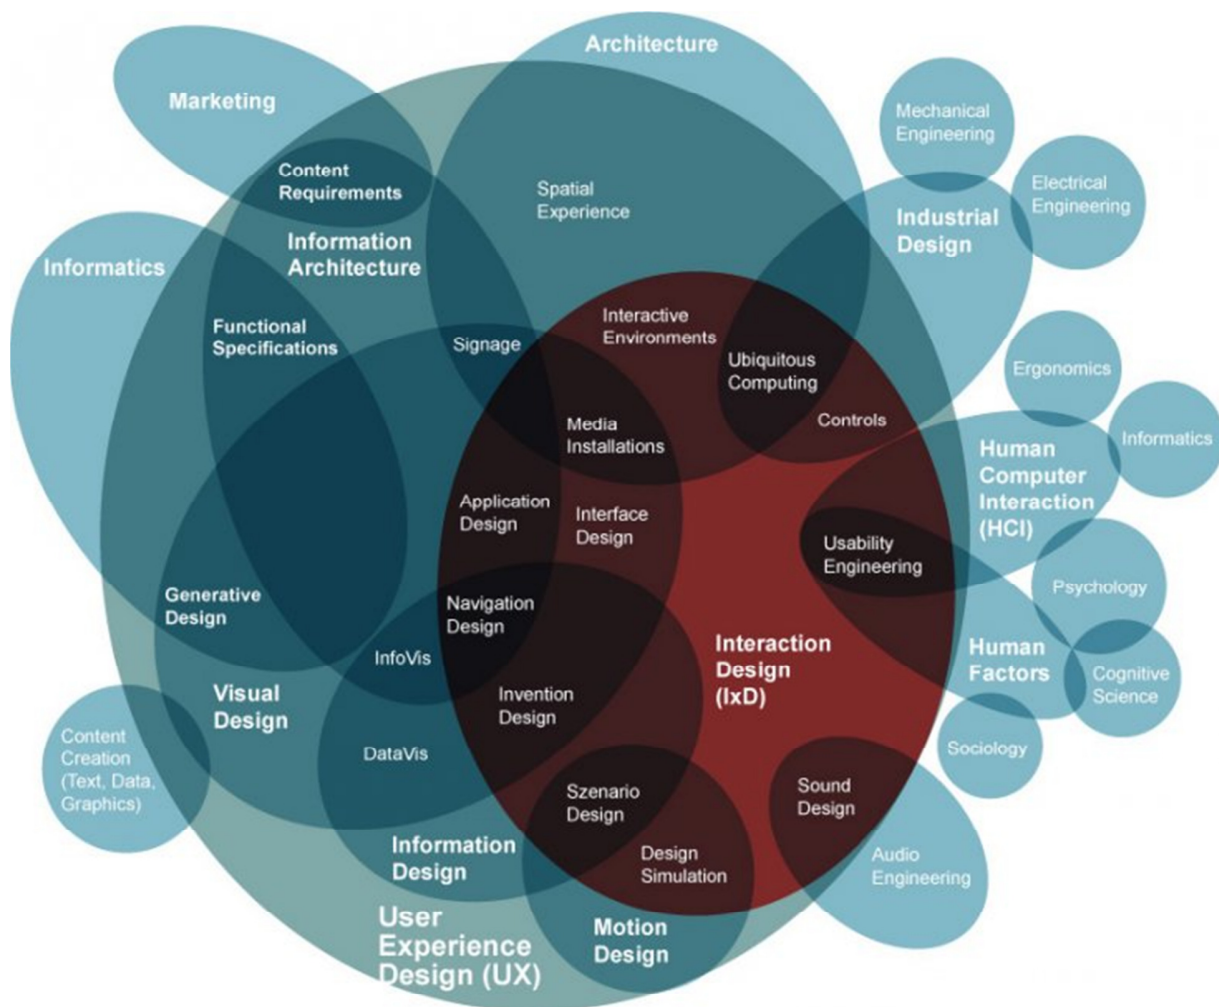 Architecture
Marketing
Mechanical
Engineering
Content
Requirements
Spatial
Experience
Electrical
Engineering
Industrial
Design
Information
Architecture
Informatics
Functional
Specifications
Signage
Interactive
Environments
Ubiquitous
Computing
Ergonomics
Controls
Media
Installations
Human
Computer
Interaction
(HCI)
Informatics
Application
Design
Interface
Design
Usability
Engineering
Psychology
Generative
Design
Navigation
Design
InfoVis
Interaction
Design
(IxD)
Human
Factors
Cognitive
Science
Visual
Design
Invention
Design
Sociology
Content
Creation
(Text, Data,
Graphics)
DataVis
Szenario
Design
Sound
Design
Information
Design
Design
Simulation
Audio
Engineering
User
Experience
Design (UX)
Motion
Design